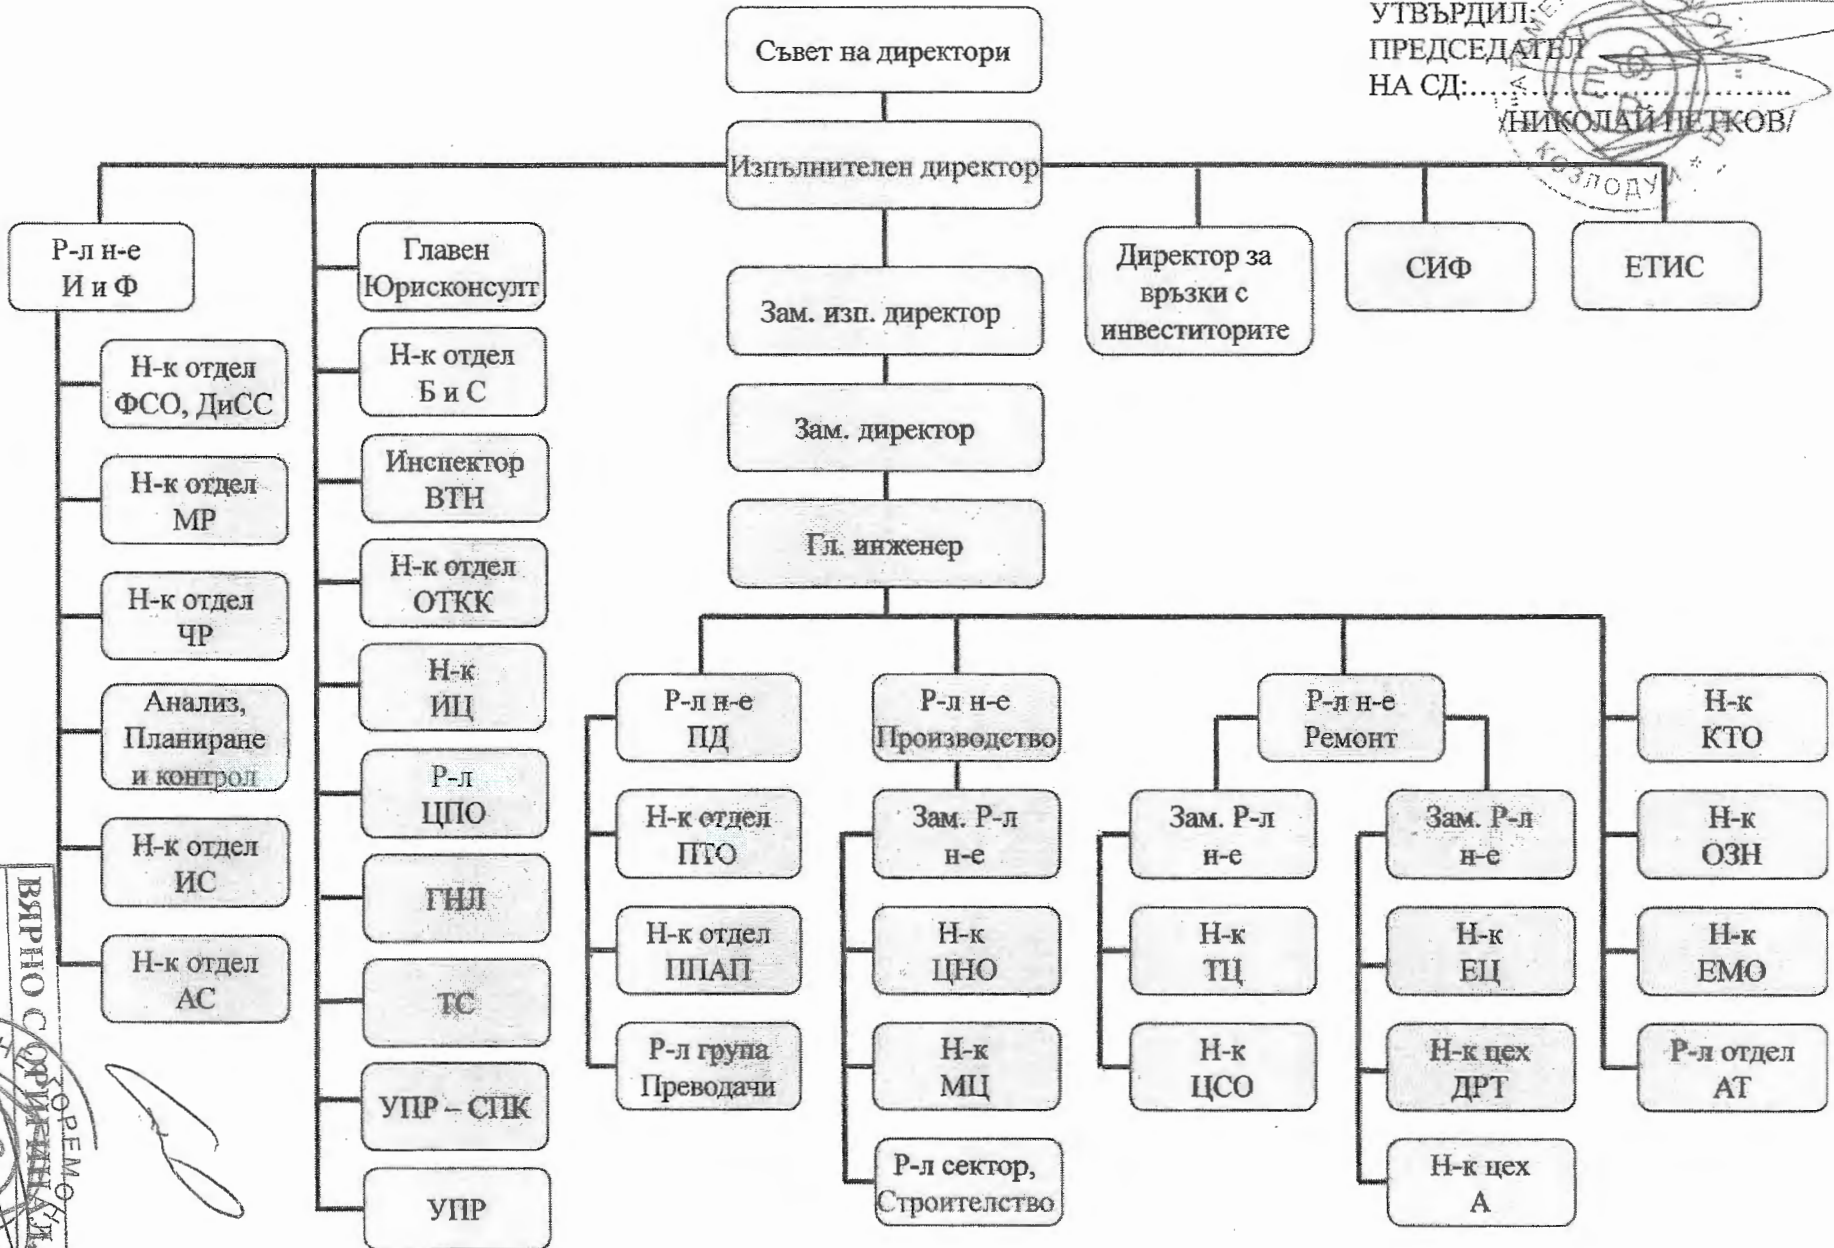 УТВЪРДИЛ:
ПРЕДСЕДАТЕЛ
НА СД:
/НИКОЛАЙ ПЕТКОВ/
КОЗЛОДУЙ
Съвет на директори
Изпълнителен директор
Р-л н-е
И и Ф
Н-к отдел
ФСО, ДиСС
Н-к отдел
МР
Н-к отдел
ЧР
Анализ,
Планиране
и контрол
Н-к отдел
ИС
Н-к отдел
АС
Главен
Юрисконсулт
Н-к отдел
Б и С
Инспектор
ВТН
Н-к отдел
ОТКК
Н-к
ИЦ
Р-л
ЦПО
ГНЛ
ТС
УПР – СПК
УПР
Зам. изп. директор
Зам. директор
Гл. инженер
Директор за
връзки с
инвеститорите
СИФ
ЕТИС
Р-л н-е
ПД
Н-к отдел
ПТО
Н-к отдел
ППАП
Р-л група
Преводачи
Р-л н-е
Производство
Зам. Р-л
н-е
Н-к
ЦНО
Н-к
МЦ
Р-л сектор,
Строителство
Р-л н-е
Ремонт
Зам. Р-л
н-е
Н-к
ТЦ
Н-к
ЦСО
Зам. Р-л
н-е
Н-к
ЕЦ
Н-к цех
ДРТ
Н-к цех
А
Н-к
КТО
Н-к
ОЗН
Н-к
ЕМО
Р-л отдел
АТ
ВЯРНО С ОРИГИНАЛ